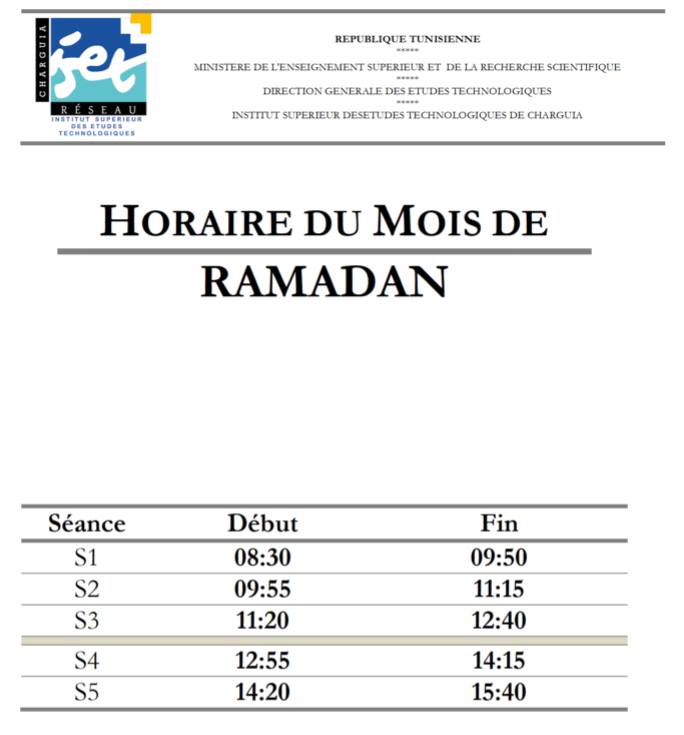 CHARGUIA
iset
RÉSEAU
INSTITUT SUPERIEUR
DES ETUDES
TECHNOLOGIQUES
REPUBLIQUE TUNISIENNE
*****
MINISTERE DE L'ENSEIGNEMENT SUPERIEUR ET DE LA RECHERCHE SCIENTIFIQUE
*****
DIRECTION GENERALE DES ETUDES TECHNOLOGIQUES
*****
INSTITUT SUPERIEUR DESETUDES TECHNOLOGIQUES DE CHARGUIA
HORAIRE DU MOIS DE
RAMADAN
Séance Début Fin
S1 08:30 09:50
S2 09:55 11:15
S3 11:20 12:40
S4 12:55 14:15
S5 14:20 15:40